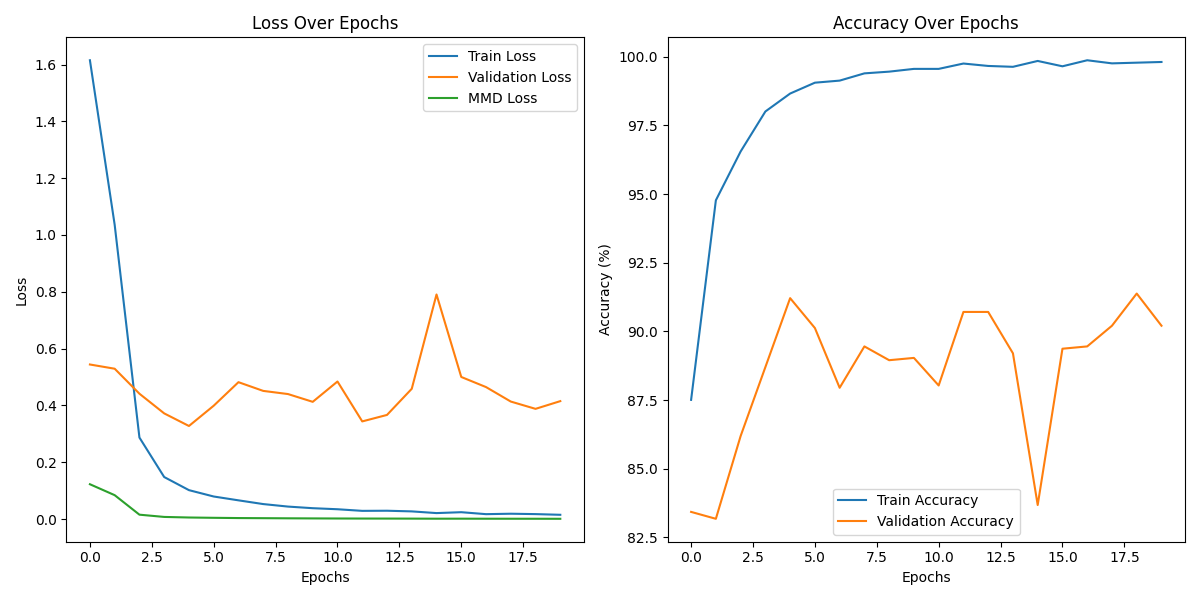 Loss Over Epochs
Train Loss
Validation Loss
MMD Loss
1.6
1.4
1.2
1.0
0.8
0.6
0.4
0.2
0.0
Loss
0.0 2.5 5.0 7.5 10.0 12.5 15.0 17.5
Epochs
Accuracy Over Epochs
100.0
97.5
95.0
92.5
90.0
87.5
85.0
82.5
Accuracy (%)
Train Accuracy
Validation Accuracy
0.0 2.5 5.0 7.5 10.0 12.5 15.0 17.5
Epochs